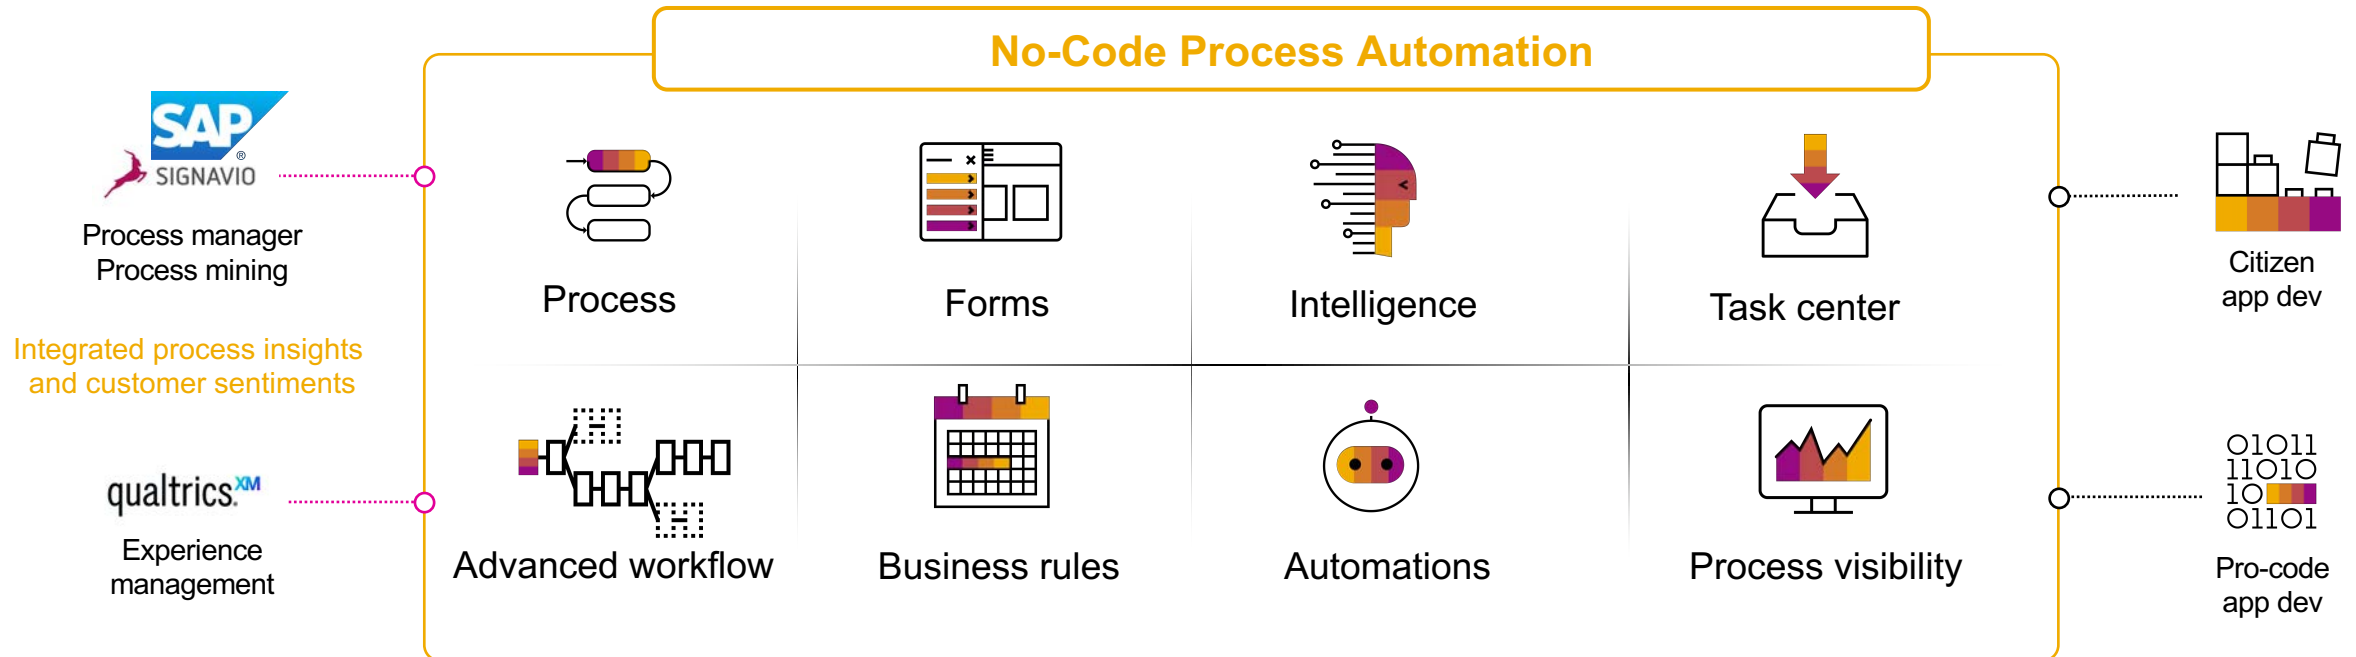 No-Code Process Automation
SAP
®
SIGNAVIO
Process manager
Process mining
Integrated process insights
and customer sentiments
qualtrics.XM
Experience
management
Process
Forms
Intelligence
Task center
Advanced workflow
Business rules
Automations
Process visibility
Citizen
app dev
01011
11010
10
01101
Pro-code
app dev